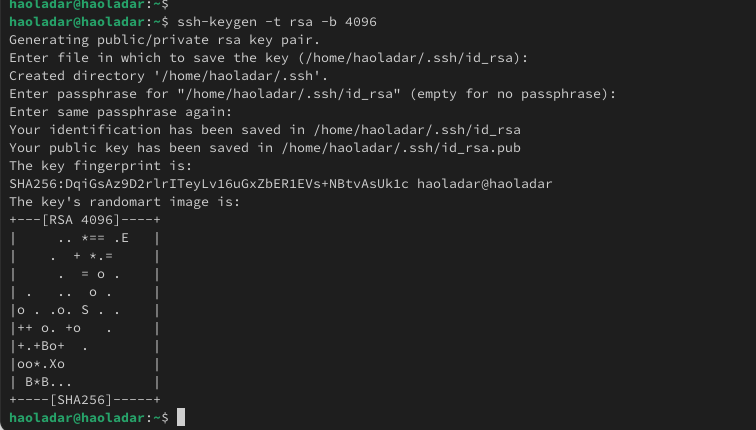 haoladar@haoladar:~$
haoladar@haoladar:~$ ssh-keygen -t rsa -b 4096
Generating public/private rsa key pair.
Enter file in which to save the key (/home/haoladar/.ssh/id_rsa):
Created directory '/home/haoladar/.ssh'.
Enter passphrase for "/home/haoladar/.ssh/id_rsa" (empty for no passphrase):
Enter same passphrase again:
Your identification has been saved in /home/haoladar/.ssh/id_rsa
Your public key has been saved in /home/haoladar/.ssh/id_rsa.pub
The key fingerprint is:
SHA256:DqiGsAz9D2rlrITeyLv16uGxZbER1EVs+NBtvAsUk1c haoladar@haoladar
The key's randomart image is:
+---[RSA 4096]----+
|     .. *== .E   |
|    .  + *.=     |
|     .  = o .    |
| .   ..  o .     |
|o . .o. S . .    |
|++ o. +o   .     |
|+.+Bo+  .        |
|oo*.Xo           |
| B*B...          |
+----[SHA256]-----+
haoladar@haoladar:~$